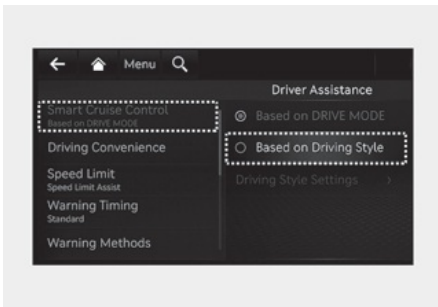 Menu
Driver Assistance
Smart Cruise Control
Based on DRIVE MODE
Driving Convenience
Speed Limit
Speed Limit Assist
Warning Timing
Standard
Warning Methods
Based on DRIVE MODE
Based on Driving Style
Driving Style Settings